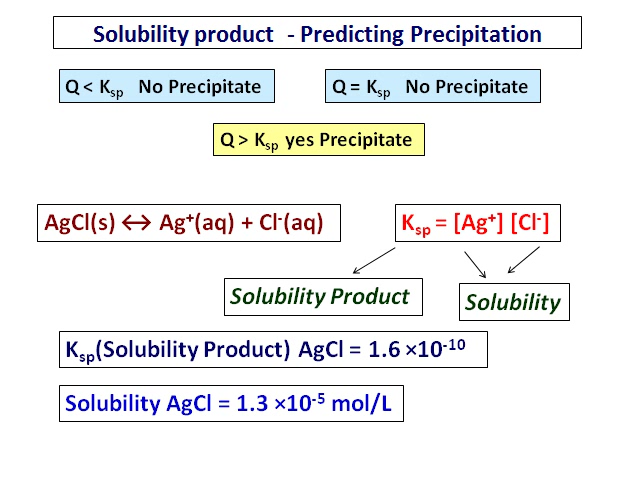 Solubility product - Predicting Precipitation
Q < Ksp No Precipitate
Q = Ksp No Precipitate
Q > Ksp yes Precipitate
AgCl(s) ↔ Ag⁺(aq) + Cl⁻(aq)
Ksp = [Ag⁺] [Cl⁻]
Solubility Product
Solubility
Ksp(Solubility Product) AgCl = 1.6 ×10⁻¹⁰
Solubility AgCl = 1.3 ×10⁻⁵ mol/L